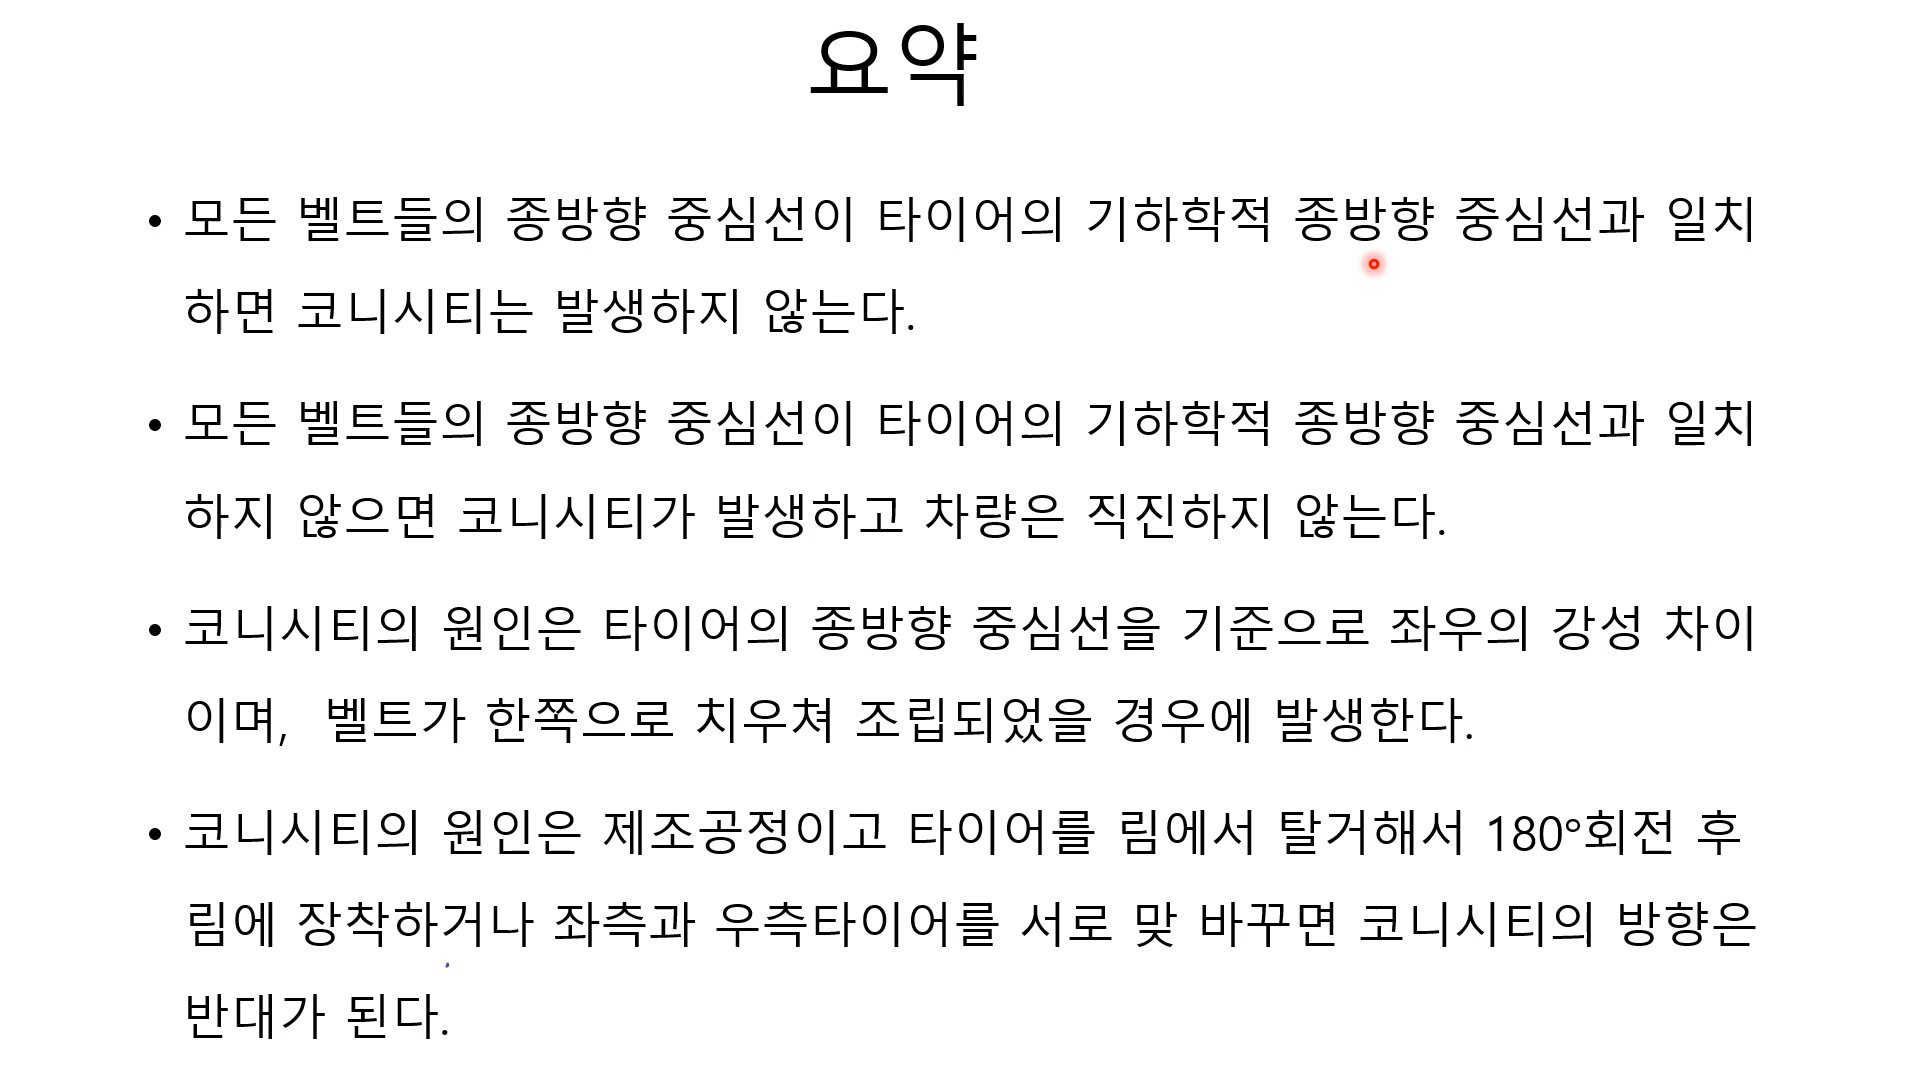 요약
• 모든 벨트들의 종방향 중심선이 타이어의 기하학적 종방향 중심선과 일치
하면 코니시티는 발생하지 않는다.
• 모든 벨트들의 종방향 중심선이 타이어의 기하학적 종방향 중심선과 일치
하지 않으면 코니시티가 발생하고 차량은 직진하지 않는다.
• 코니시티의 원인은 타이어의 종방향 중심선을 기준으로 좌우의 강성 차이
이며, 벨트가 한쪽으로 치우쳐 조립되었을 경우에 발생한다.
• 코니시티의 원인은 제조공정이고 타이어를 림에서 탈거해서 180°회전 후
림에 장착하거나 좌측과 우측타이어를 서로 맞 바꾸면 코니시티의 방향은
반대가 된다.